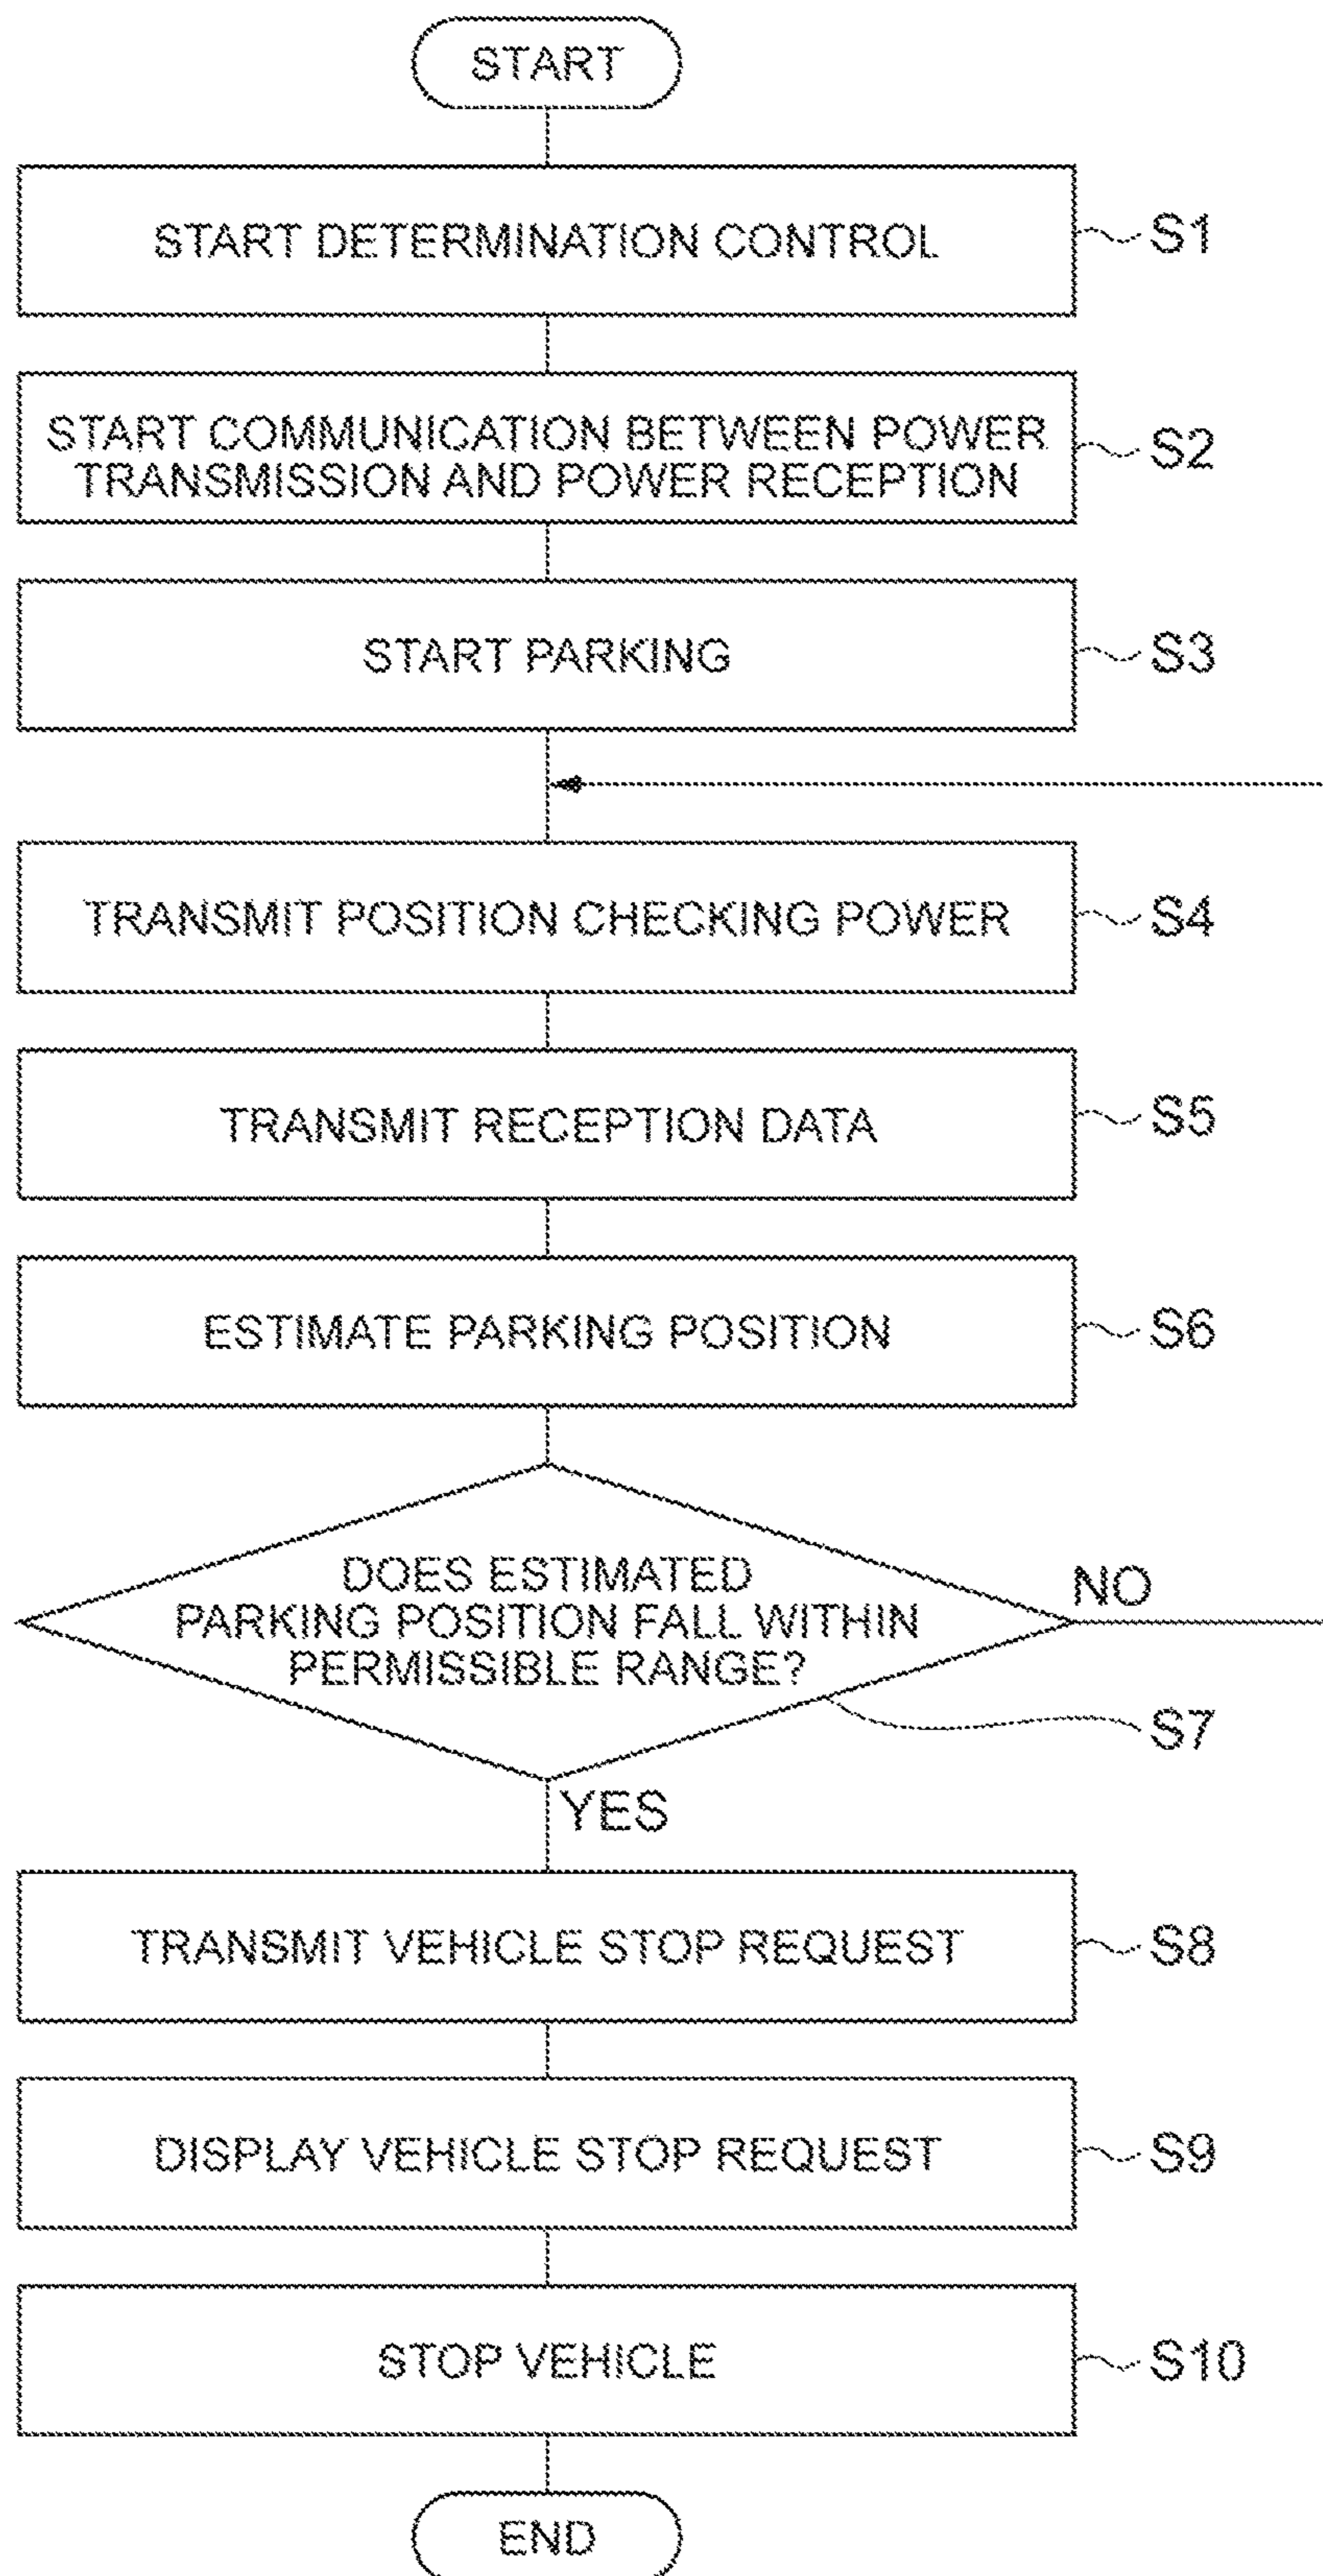 START
START DETERMINATION CONTROL
S1
START COMMUNICATION BETWEEN POWER
TRANSMISSION AND POWER RECEPTION
S2
START PARKING
S3
TRANSMIT POSITION CHECKING POWER
S4
TRANSMIT RECEPTION DATA
S5
ESTIMATE PARKING POSITION
S6
DOES ESTIMATED
PARKING POSITION FALL WITHIN
PERMISSIBLE RANGE?
NO
S7
YES
TRANSMIT VEHICLE STOP REQUEST
S8
DISPLAY VEHICLE STOP REQUEST
S9
STOP VEHICLE
S10
END